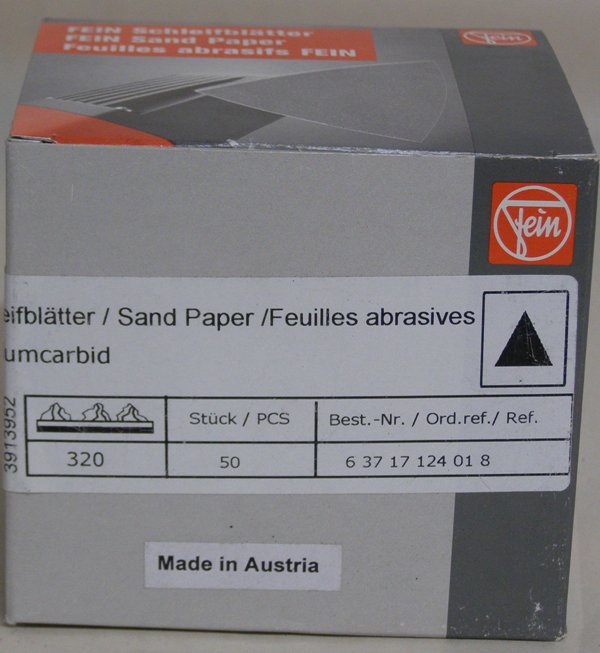 FEIN Schleifblätter
FEIN Sand Paper
Feuilles abrasifs FEIN
Fein
Fein
eifblätter / Sand Paper /Feuilles abrasives
umcarbid
3913952
Stück / PCS
Best.-Nr. / Ord.ref./ Ref.
320
50
6 37 17 124 01 8
Made in Austria